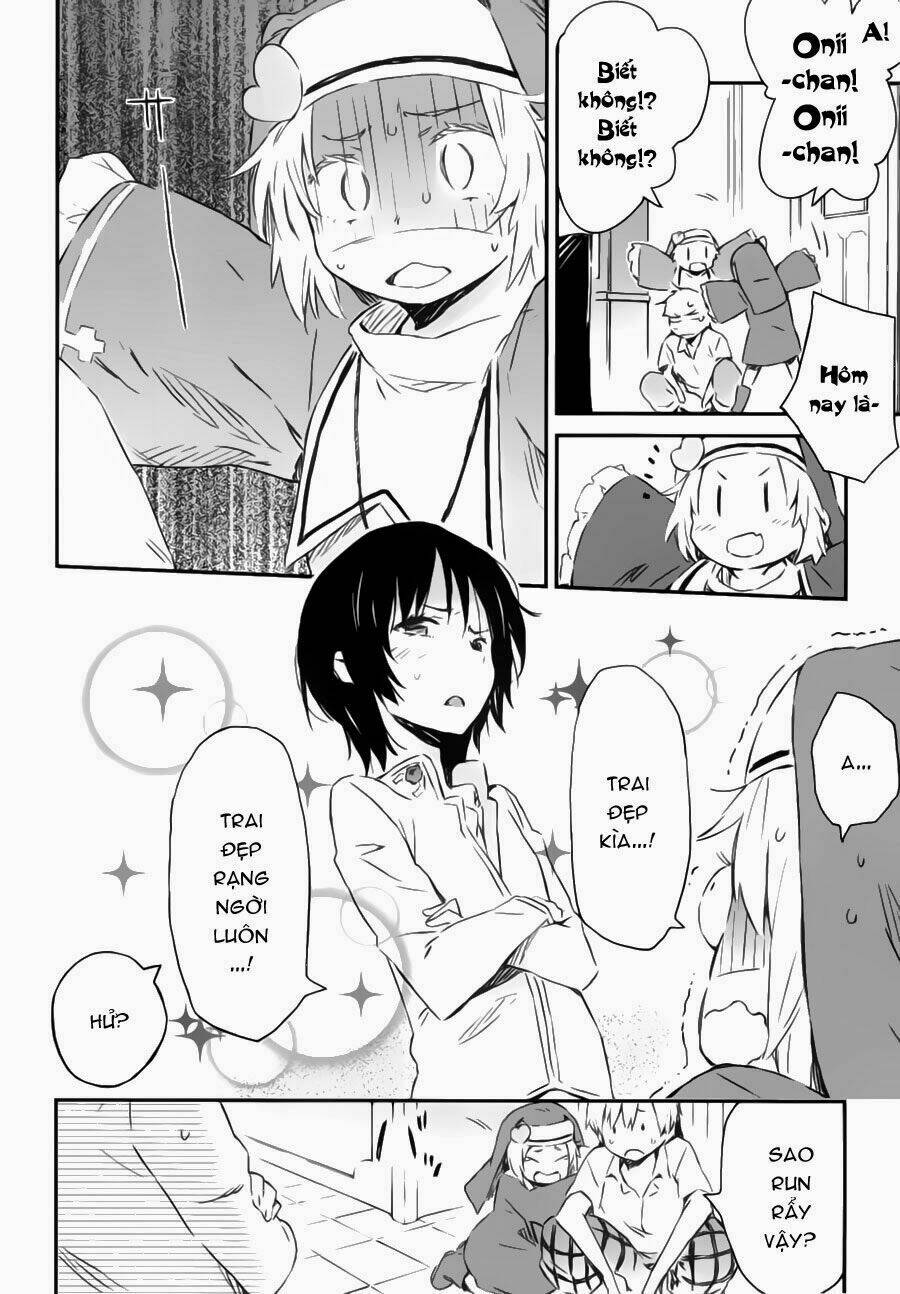 A!
Onii
-chan!
Onii
-chan!
Biết
không!?
Biết
không!?
Hôm
nay là-
A...
TRAI
ĐẸP
KÌA...!
TRAI
ĐẸP
RẠNG
NGỜI
LUÔN
...!
HỬ?
SAO
RUN
RẨY
VẬY?